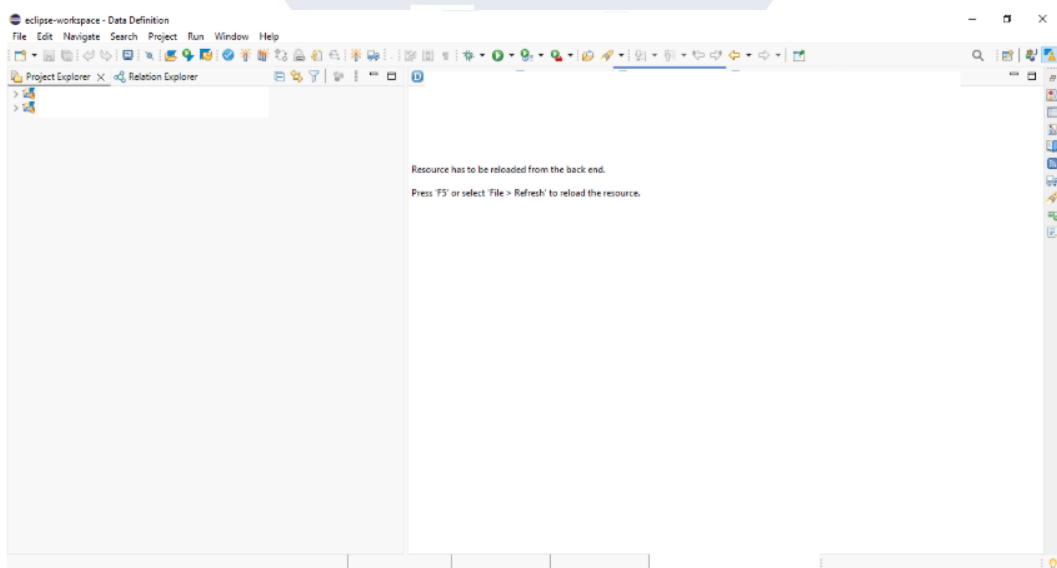 eclipse-workspace - Data Definition
File Edit Navigate Search Project Run Window Help
Project Explorer Relation Explorer
Resource has to be reloaded from the back end.
Press 'F5' or select 'File > Refresh' to reload the resource.